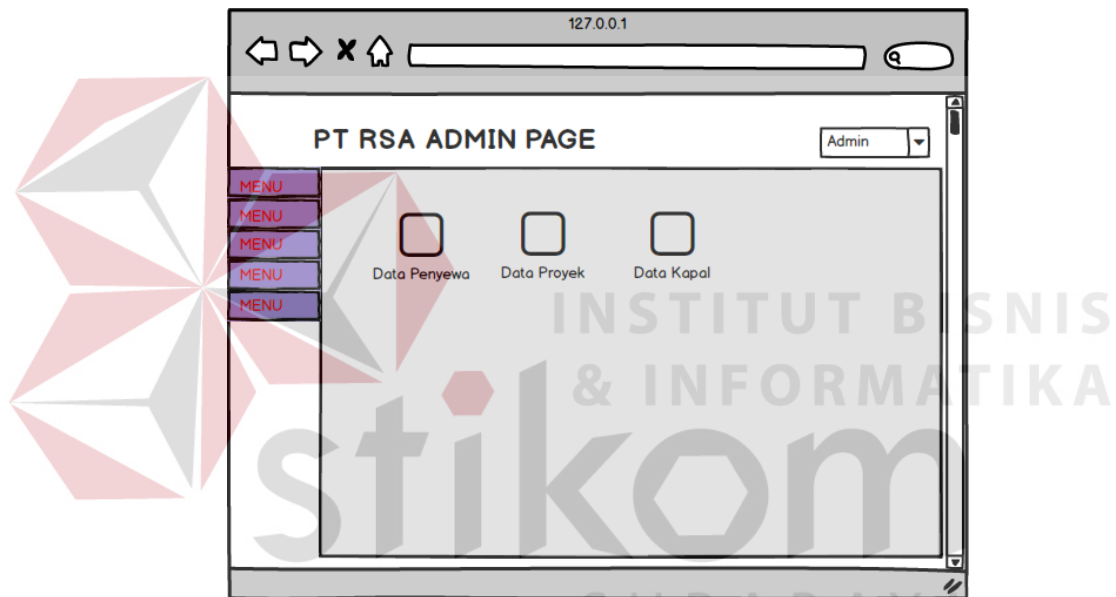 127.0.0.1
PT RSA ADMIN PAGE
Admin
MENU
MENU
MENU
MENU
MENU
Data Penyewa
Data Proyek
Data Kapal
INSTITUT BISNIS
& INFORMATIKA
stikom
SURABAYA